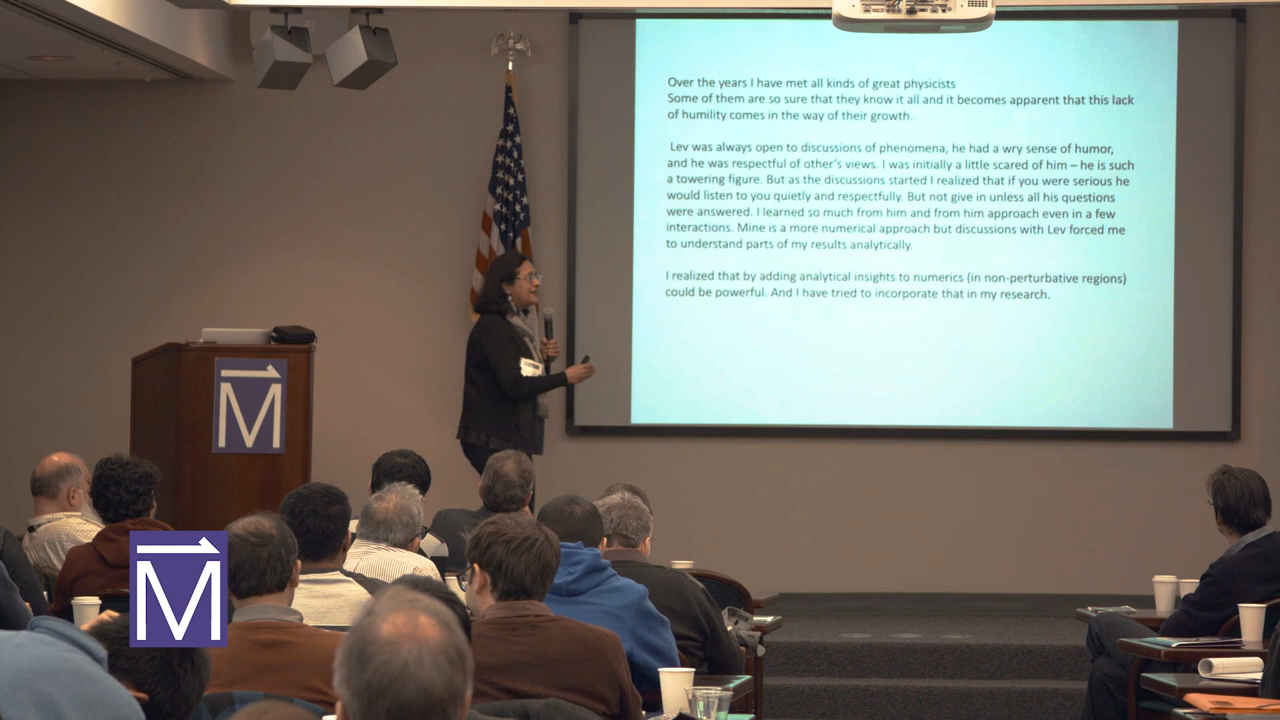 Over the years I have met all kinds of great physicists
Some of them are so sure that they know it all and it becomes apparent that this lack
of humility comes in the way of their growth.
Lev was always open to discussions of phenomena, he had a wry sense of humor,
and he was respectful of other's views. I was initially a little scared of him – he is such
a towering figure. But as the discussions started I realized that if you were serious he
would listen to you quietly and respectfully. But not give in unless all his questions
were answered. I learned so much from him and from him approach even in a few
interactions. Mine is a more numerical approach but discussions with Lev forced me
to understand parts of my results analytically.
I realized that by adding analytical insights to numerics (in non-perturbative regions)
could be powerful. And I have tried to incorporate that in my research.
M
M